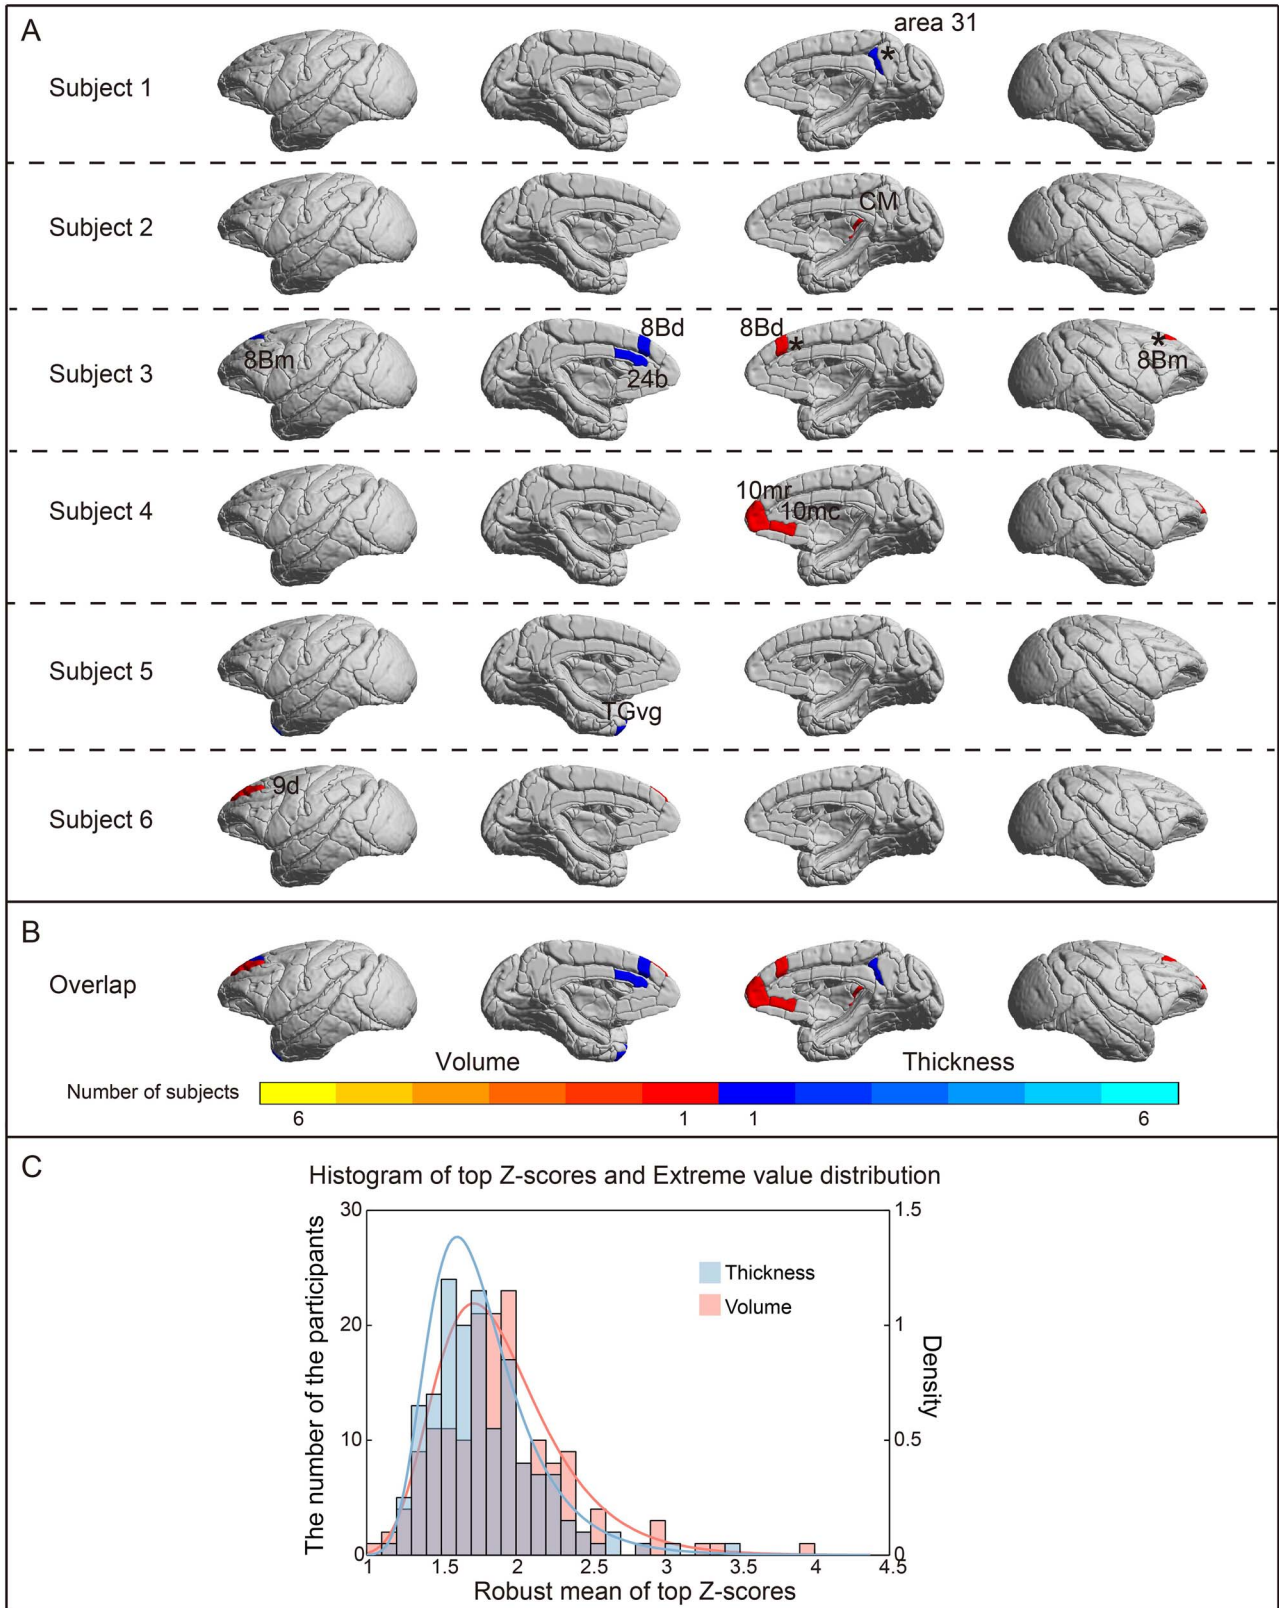 A
area 31
*
Subject 1
CM
Subject 2
8Bd
8Bd
*
*
8Bm
24b
8Bm
Subject 3
10mr
10mc
Subject 4
TGvg
Subject 5
9d
Subject 6
B
Overlap
Volume
Thickness
Number of subjects
6 1 1 6
C
Histogram of top Z-scores and Extreme value distribution
The number of the participants
30
20
10
0
Thickness
Volume
1.5
1
0.5
0
Density
1 1.5 2 2.5 3 3.5 4 4.5
Robust mean of top Z-scores